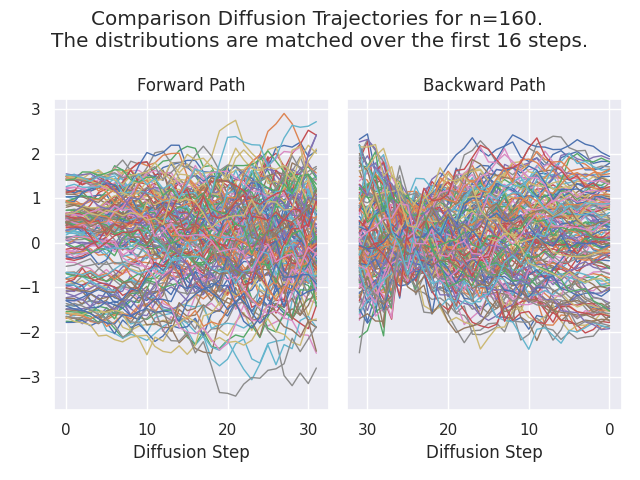 Comparison Diffusion Trajectories for n=160.
The distributions are matched over the first 16 steps.
Forward Path
Backward Path
3
2
1
0
−1
−2
−3
0 10 20 30
30 20 10 0
Diffusion Step
Diffusion Step